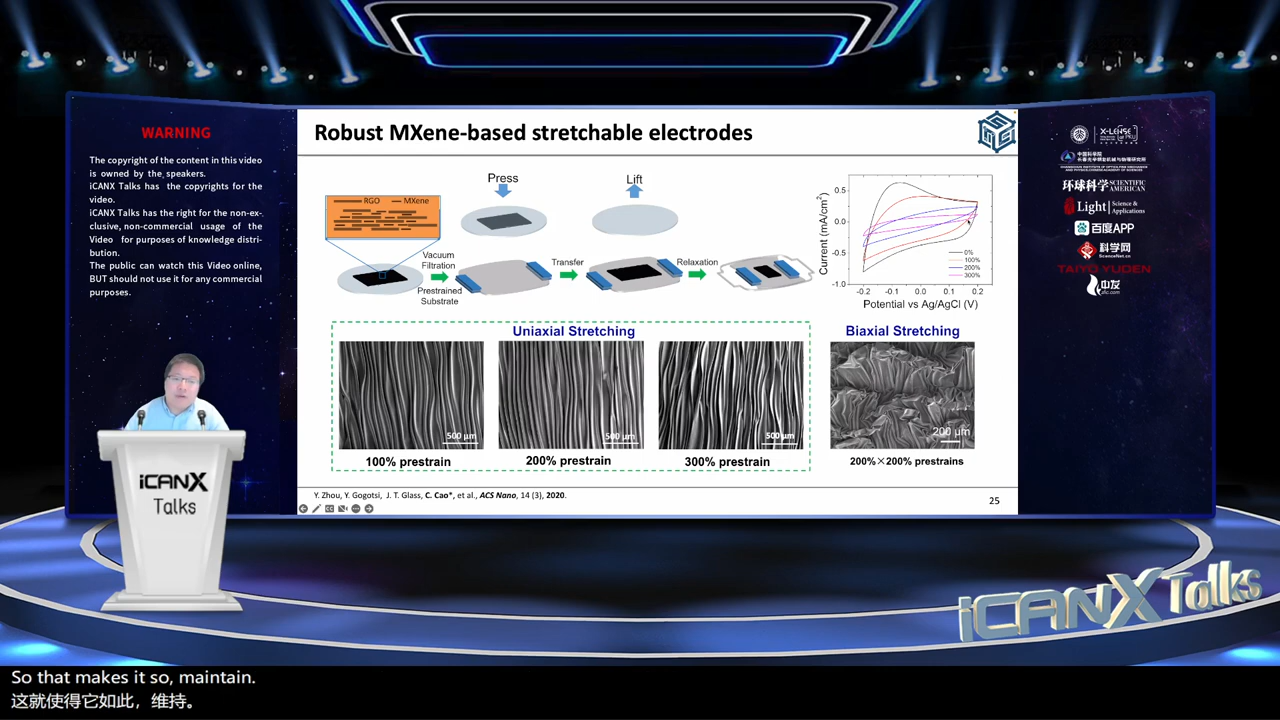 WARNING
The copyright of the content in this video
is owned by the speakers.
iCANX Talks has the copyrights for the
video.
iCANX Talks has the right for the non-ex-
clusive, non-commercial usage of the
Video for purposes of knowledge distri-
bution.
The public can watch this Video online,
BUT should not use it for any commercial
purposes.
Robust MXene-based stretchable electrodes
Press
Lift
RGO
MXene
Vacuum
Filtration
Prestrained
Substrate
Transfer
Relaxation
Current (mA/cm²)
0.5
0.0
-0.5
-1.0
-0.2 -0.1 0.0 0.1 0.2
Potential vs Ag/AgCl (V)
0%
100%
200%
300%
Uniaxial Stretching
Biaxial Stretching
500 µm
500 µm
500 µm
200 µm
100% prestrain
200% prestrain
300% prestrain
200%×200% prestrains
Y. Zhou, Y. Gogotsi, J. T. Glass, C. Cao*, et al., ACS Nano, 14 (3), 2020.
25
X-LENSE
环球科学 SCIENTIFIC AMERICAN
Light Science & Applications
百度APP
科学网
ScienceNet.cn
TAIYO YUDEN
中友
iCANX
Talks
iCANX Talks
So that makes it so, maintain.
这就使得它如此，维持。